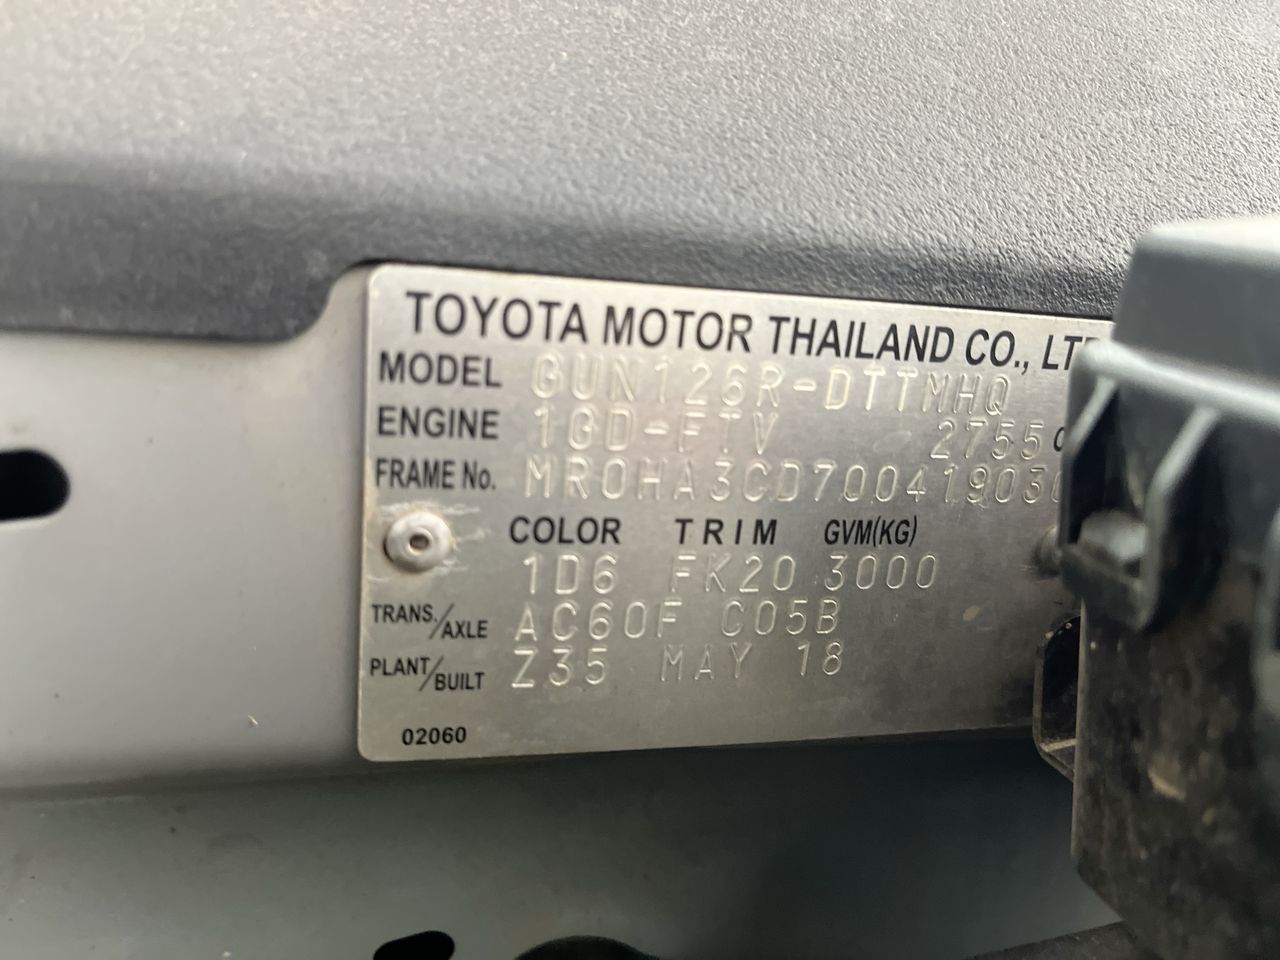 TOYOTA MOTOR THAILAND CO., LT
MODEL GUN126R-DTTMHQ
ENGINE 1GD-FTV 2755 c
FRAME No. MR0HA3CD700419030
COLOR TRIM GVM(KG)
1D6 FK20 3000
TRANS./AXLE AC60F C05B
PLANT/BUILT Z35 MAY 18
02060